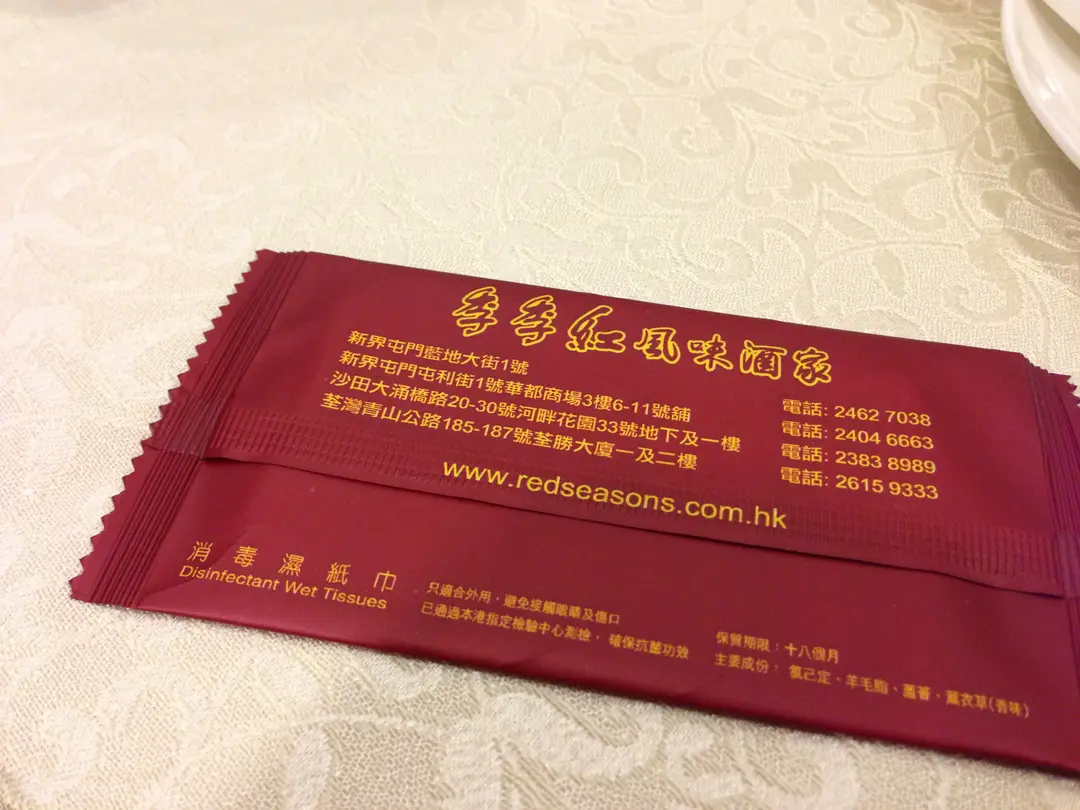 季季紅風味酒家
新界屯門藍地大街1號 電話: 2462 7038
新界屯門屯利街1號華都商場3樓6-11號舖 電話: 2404 6663
沙田大涌橋路20-30號河畔花園33號地下及一樓 電話: 2383 8989
荃灣青山公路185-187號荃勝大廈一及二樓 電話: 2615 9333
www.redseasons.com.hk
消毒濕紙巾
Disinfectant Wet Tissues
只適合外用，避免接觸眼睛及傷口
已通過本港指定檢驗中心測檢，確保抗菌功效
保質期限：十八個月
主要成份：氯己定、羊毛脂、蘆薈、薰衣草(香味)